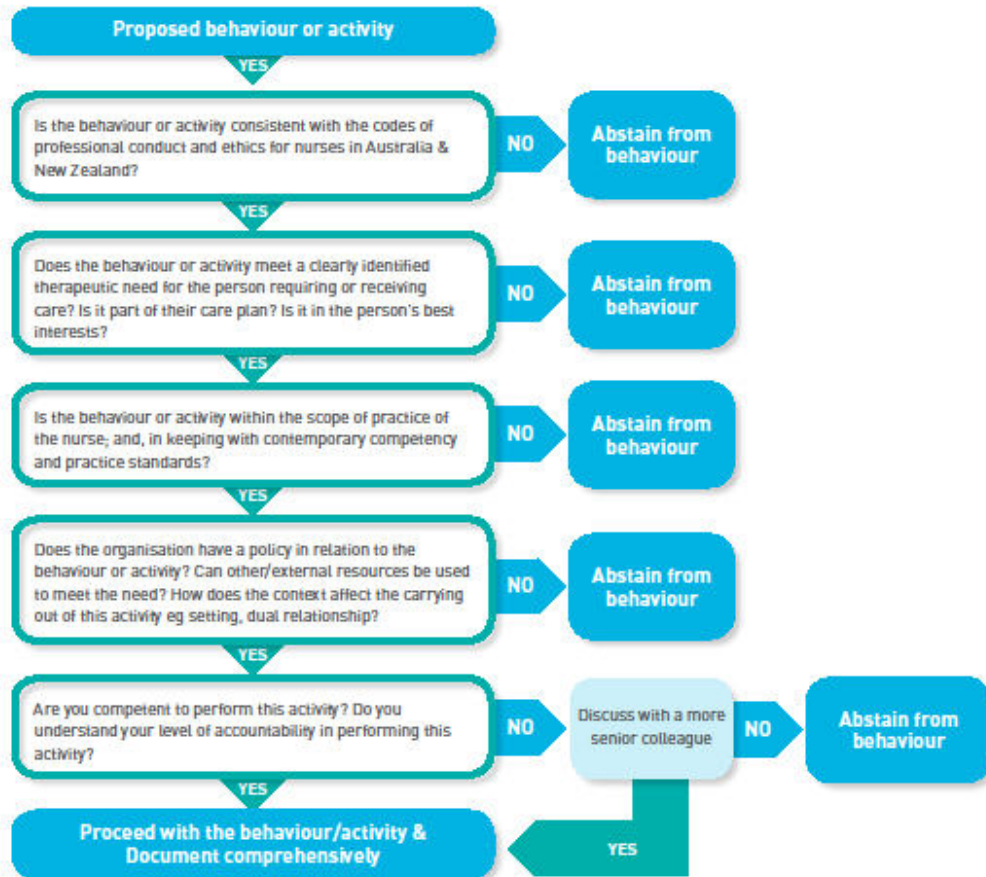 Proposed behaviour or activity
YES
Is the behaviour or activity consistent with the codes of
professional conduct and ethics for nurses in Australia &
New Zealand?
NO
Abstain from
behaviour
YES
Does the behaviour or activity meet a clearly identified
therapeutic need for the person requiring or receiving
care? Is it part of their care plan? Is it in the person's best
interests?
NO
Abstain from
behaviour
YES
Is the behaviour or activity within the scope of practice of
the nurse; and, in keeping with contemporary competency
and practice standards?
NO
Abstain from
behaviour
YES
Does the organisation have a policy in relation to the
behaviour or activity? Can other/external resources be used
to meet the need? How does the context affect the carrying
out of this activity eg setting, dual relationship?
NO
Abstain from
behaviour
YES
Are you competent to perform this activity? Do you
understand your level of accountability in performing this
activity?
NO
Discuss with a more
senior colleague
NO
Abstain from
behaviour
YES
Proceed with the behaviour/activity &
Document comprehensively
YES